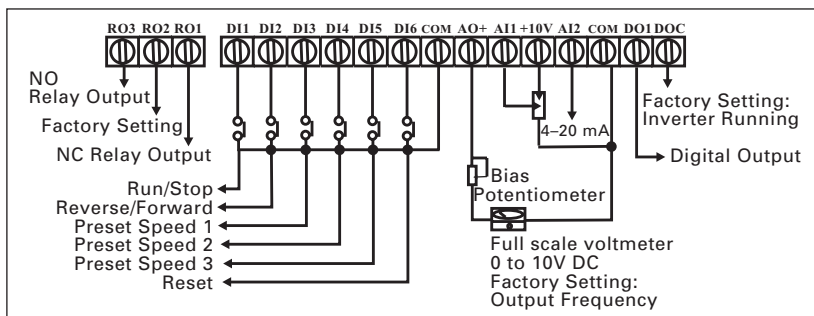 RO3 RO2 RO1 DI1 DI2 DI3 DI4 DI5 DI6 COM AO+ AI1 +10V AI2 COM DO1 DOC
NO
Relay Output
Factory Setting
NC Relay Output
Run/Stop
Reverse/Forward
Preset Speed 1
Preset Speed 2
Preset Speed 3
Reset
4–20 mA
Bias
Potentiometer
Full scale voltmeter
0 to 10V DC
Factory Setting:
Output Frequency
Factory Setting:
Inverter Running
Digital Output